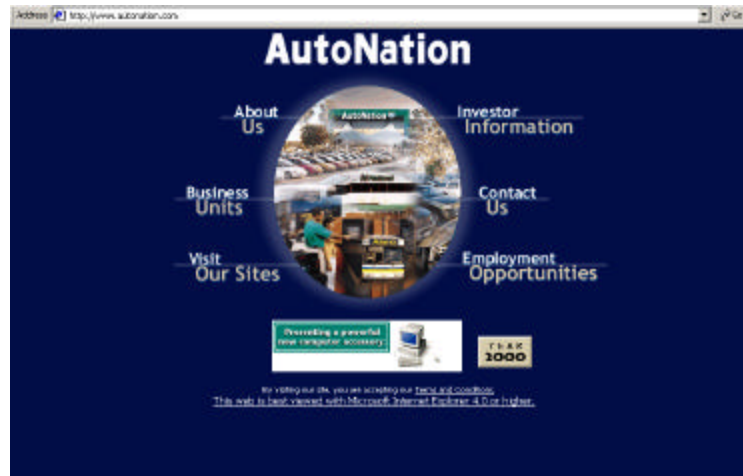 Address http://www.autonation.com
AutoNation
About
Us
Investor
Information
AutoNation
Business
Units
Contact
Us
Visit
Our Sites
Employment
Opportunities
Presenting a powerful
new computer accessory:
YEAR
2000
By visiting our site, you are accepting our Terms and Conditions.
This web is best viewed with Microsoft Internet Explorer 4.0 or higher.